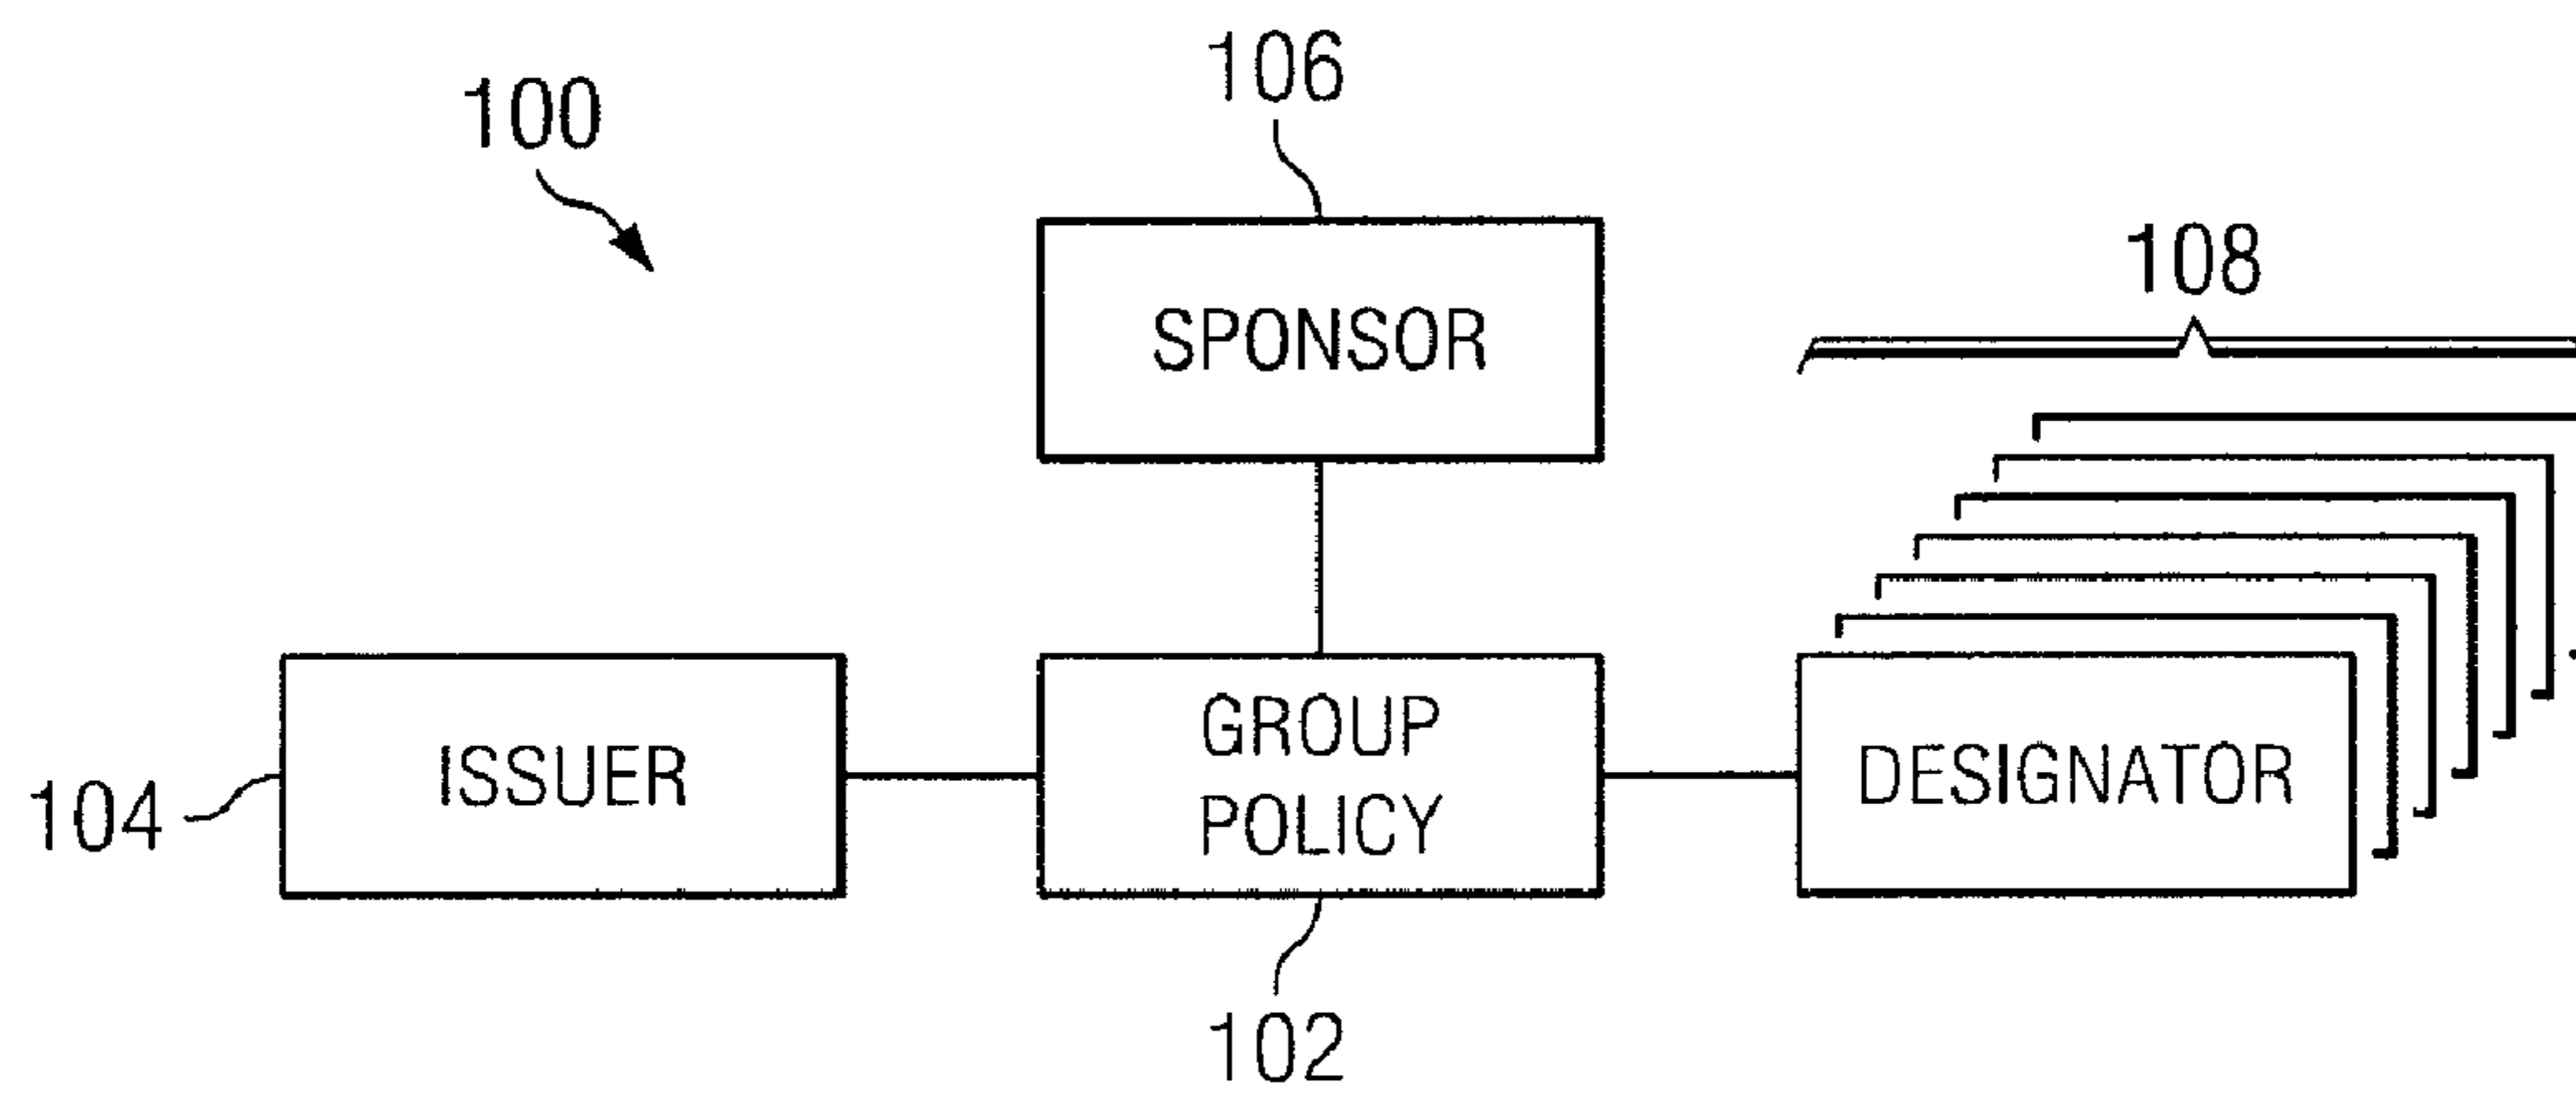 106
100
108
SPONSOR
GROUP
POLICY
ISSUER
DESIGNATOR
104
102